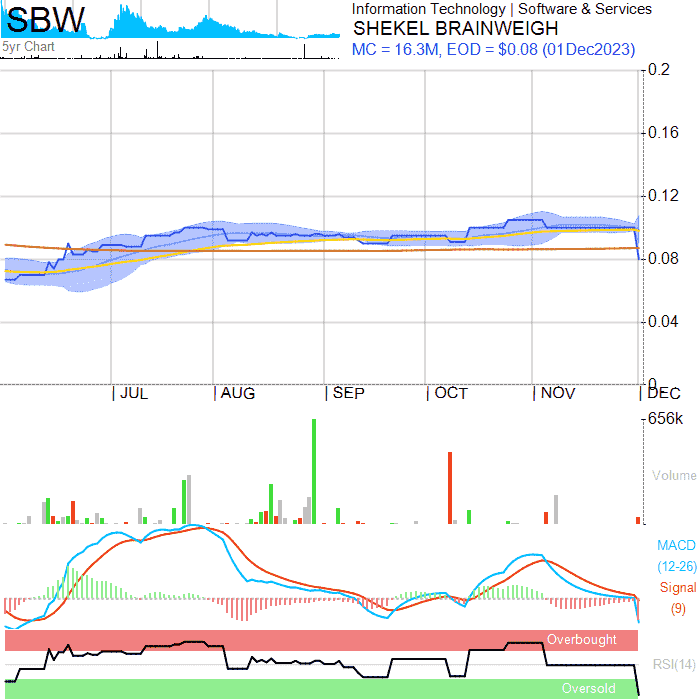 SBW
5yr Chart
Information Technology | Software & Services
SHEKEL BRAINWEIGH
MC = 16.3M, EOD = $0.08 (01Dec2023)
0.2
0.16
0.12
0.08
0.04
0
JUL AUG SEP OCT NOV DEC
656k
Volume
MACD
(12-26)
Signal
(9)
Overbought
RSI(14)
Oversold